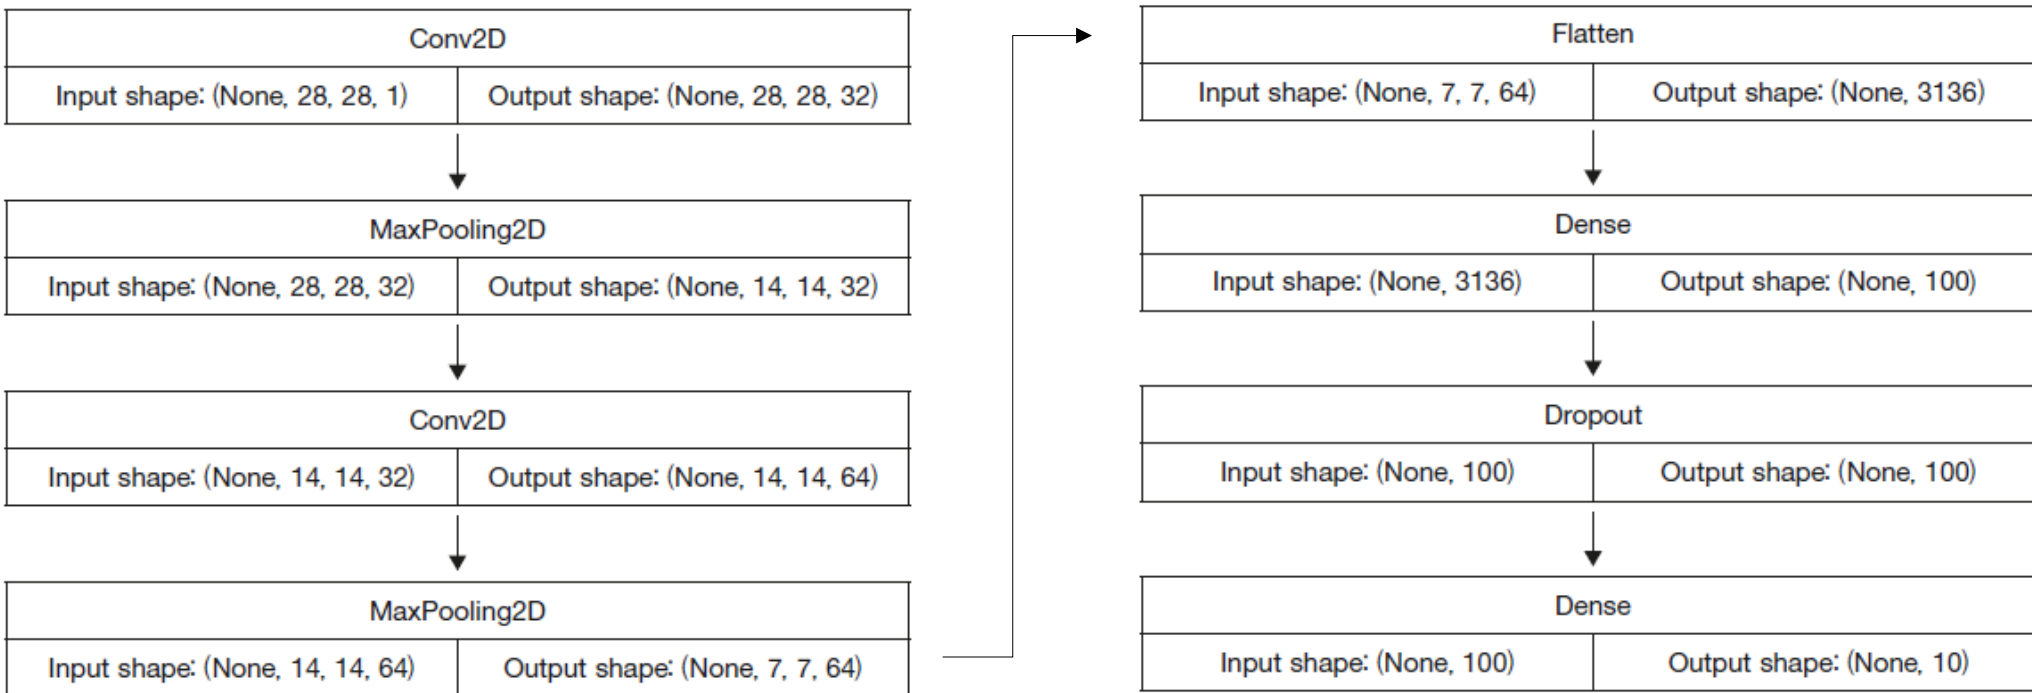 Conv2D
Input shape: (None, 28, 28, 1) Output shape: (None, 28, 28, 32)
MaxPooling2D
Input shape: (None, 28, 28, 32) Output shape: (None, 14, 14, 32)
Conv2D
Input shape: (None, 14, 14, 32) Output shape: (None, 14, 14, 64)
MaxPooling2D
Input shape: (None, 14, 14, 64) Output shape: (None, 7, 7, 64)
Flatten
Input shape: (None, 7, 7, 64) Output shape: (None, 3136)
Dense
Input shape: (None, 3136) Output shape: (None, 100)
Dropout
Input shape: (None, 100) Output shape: (None, 100)
Dense
Input shape: (None, 100) Output shape: (None, 10)